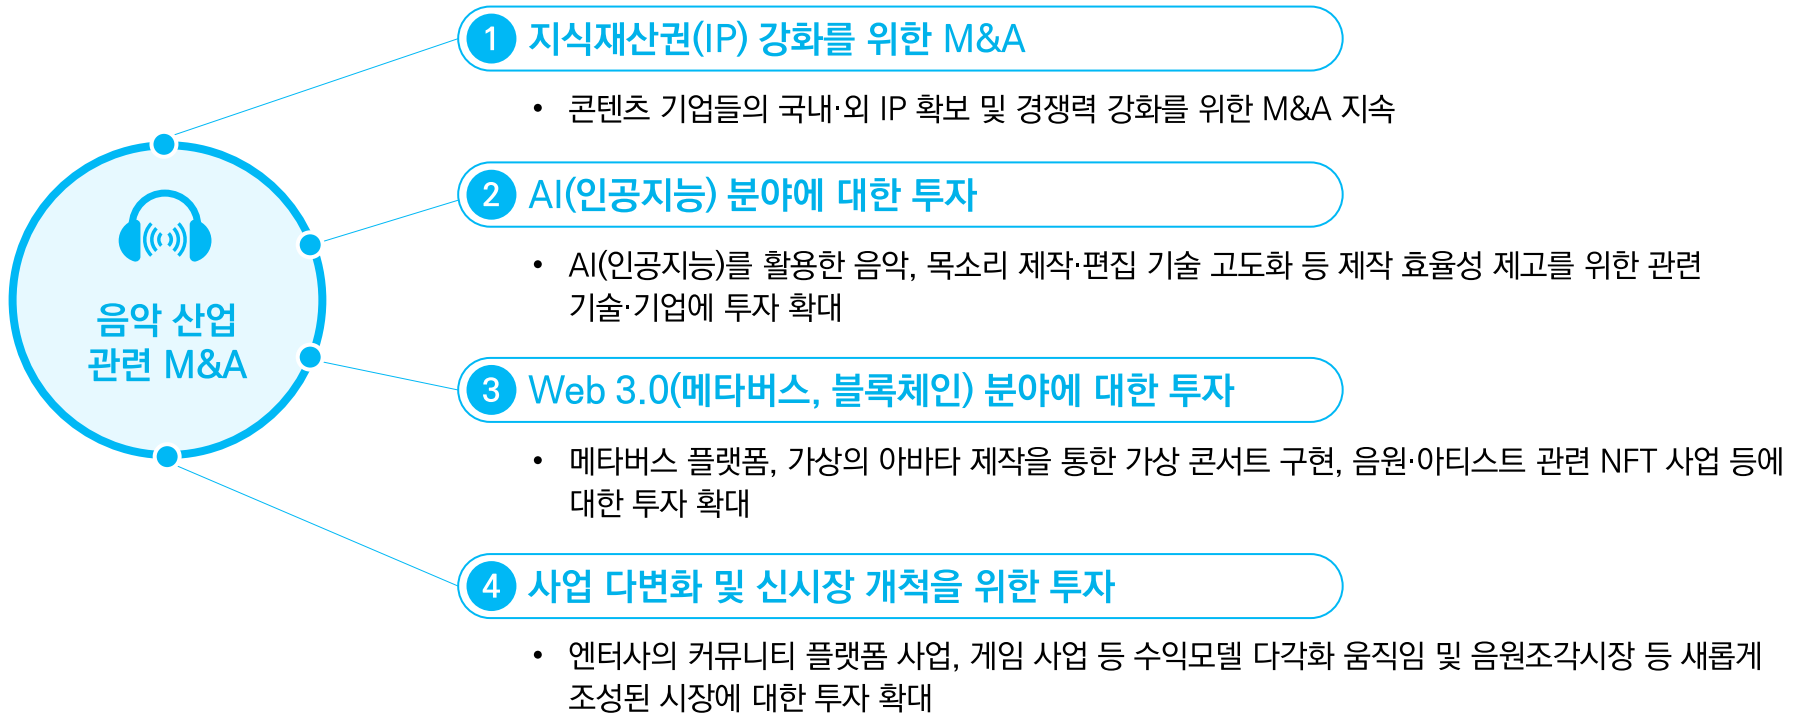 음악 산업
관련 M&A
1 지식재산권(IP) 강화를 위한 M&A
• 콘텐츠 기업들의 국내·외 IP 확보 및 경쟁력 강화를 위한 M&A 지속
2 AI(인공지능) 분야에 대한 투자
• AI(인공지능)를 활용한 음악, 목소리 제작·편집 기술 고도화 등 제작 효율성 제고를 위한 관련
기술·기업에 투자 확대
3 Web 3.0(메타버스, 블록체인) 분야에 대한 투자
• 메타버스 플랫폼, 가상의 아바타 제작을 통한 가상 콘서트 구현, 음원·아티스트 관련 NFT 사업 등에
대한 투자 확대
4 사업 다변화 및 신시장 개척을 위한 투자
• 엔터사의 커뮤니티 플랫폼 사업, 게임 사업 등 수익모델 다각화 움직임 및 음원조각시장 등 새롭게
조성된 시장에 대한 투자 확대